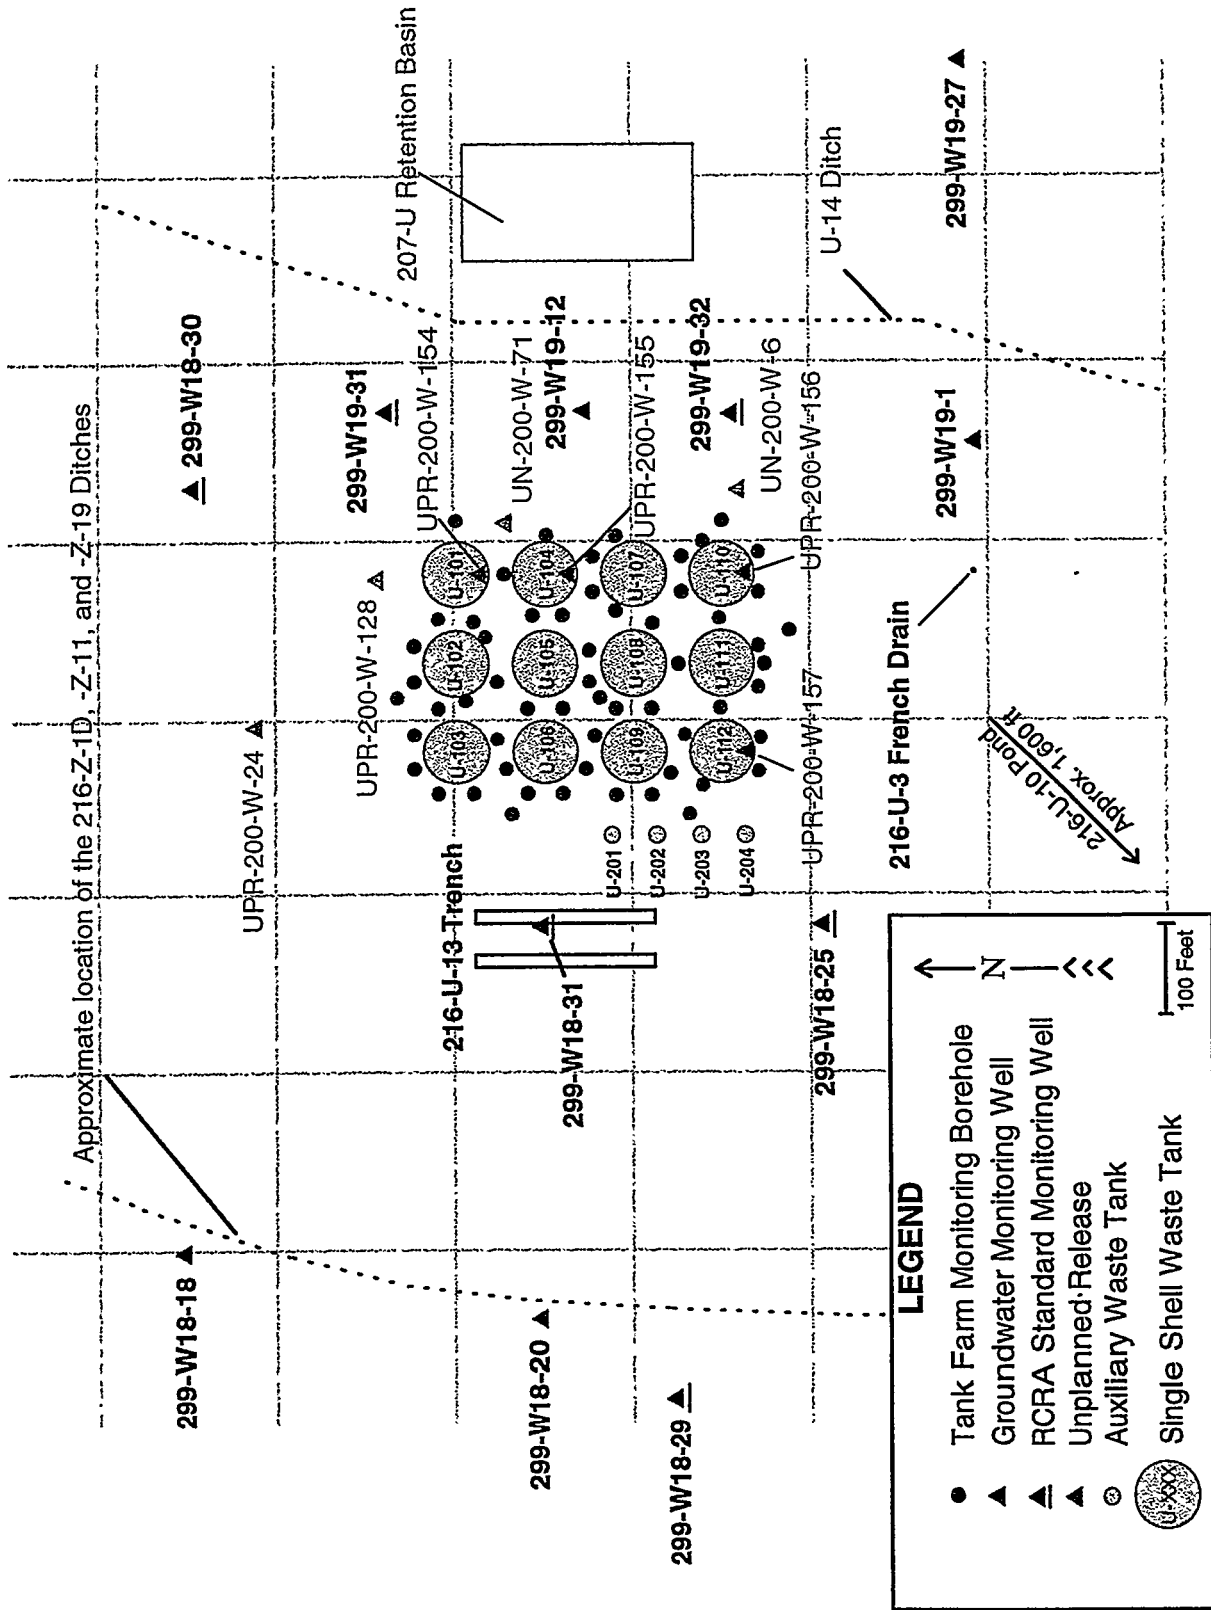 Approximate location of the 216-Z-1D, -Z-11, and -Z-19 Ditches
299-W18-18
299-W18-30
UPR-200-W-24
UPR-200-W-128
299-W19-31
UPR-200-W-154
207-U Retention Basin
216-U-13 Trench
U-103
U-102
U-101
UN-200-W-71
299-W18-20
299-W18-31
U-106
U-105
U-104
299-W19-12
U-201
U-202
U-203
U-204
U-109
U-108
U-107
UPR-200-W-155
299-W18-29
U-112
U-111
U-110
299-W19-32
UN-200-W-6
299-W18-25
UPR-200-W-157
UPR-200-W-156
U-14 Ditch
216-U-3 French Drain
299-W19-1
299-W19-27
216-U-10 Pond
Approx. 1,600 ft
LEGEND
Tank Farm Monitoring Borehole
Groundwater Monitoring Well
RCRA Standard Monitoring Well
Unplanned Release
Auxiliary Waste Tank
U-XXX Single Shell Waste Tank
N
100 Feet